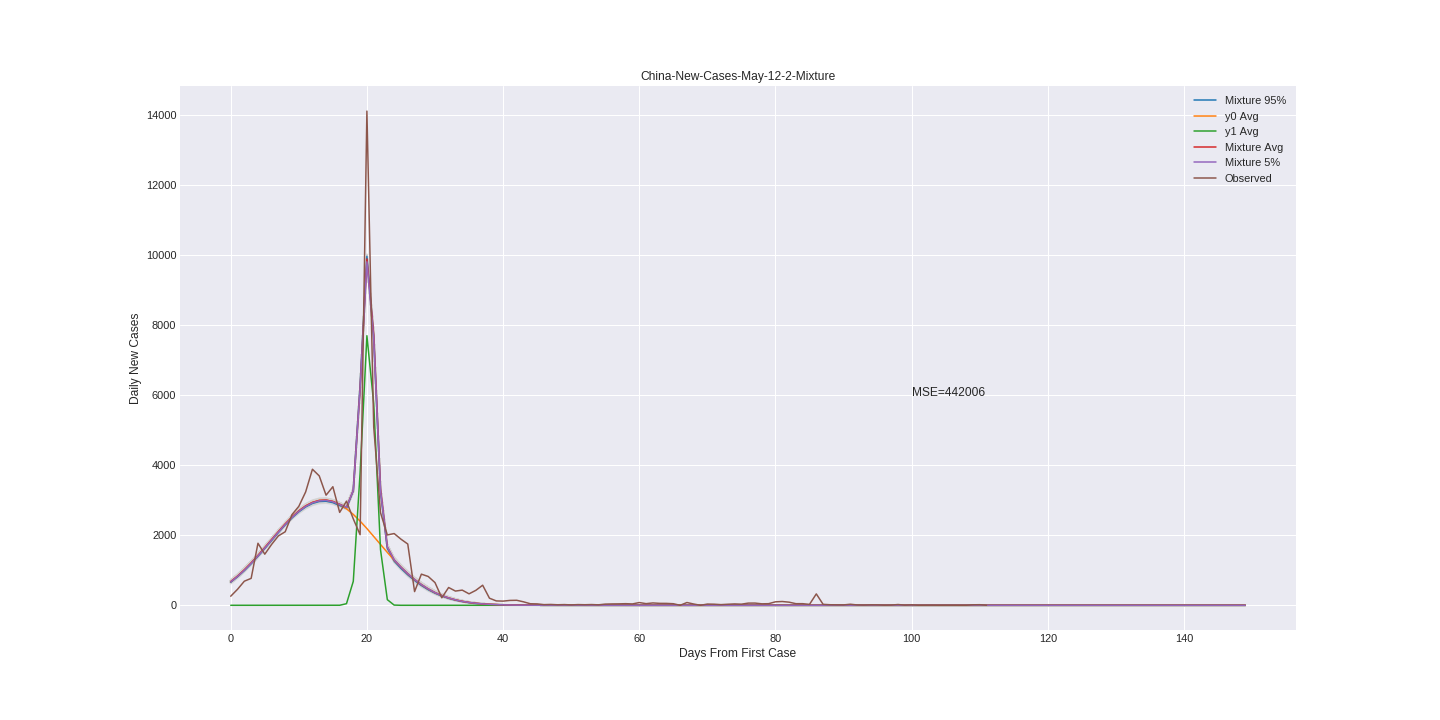 China-New-Cases-May-12-2-Mixture
Mixture 95%
y0 Avg
y1 Avg
Mixture Avg
Mixture 5%
Observed
14000
12000
10000
8000
6000
4000
2000
0
Daily New Cases
MSE=442006
0 20 40 60 80 100 120 140
Days From First Case